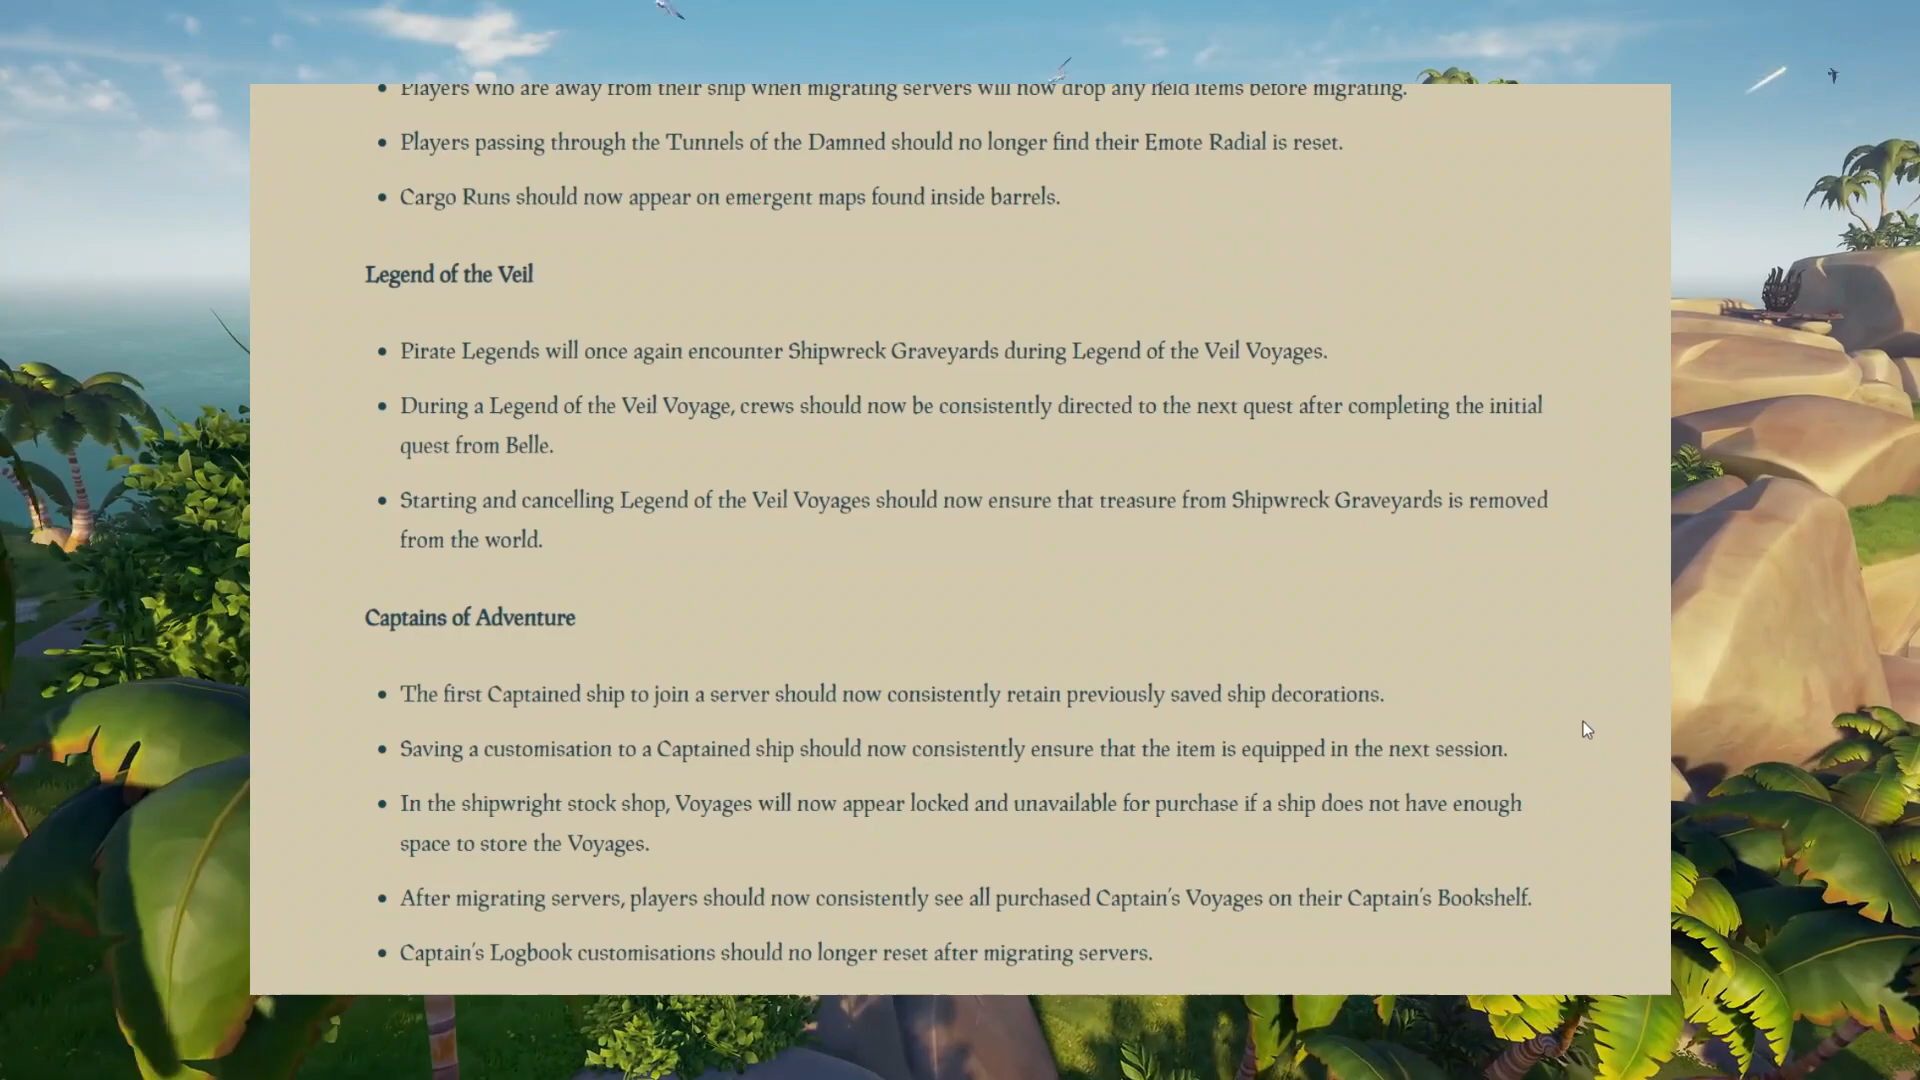 • Players who are away from their ship when migrating servers will now drop any held items before migrating.
• Players passing through the Tunnels of the Damned should no longer find their Emote Radial is reset.
• Cargo Runs should now appear on emergent maps found inside barrels.
Legend of the Veil
• Pirate Legends will once again encounter Shipwreck Graveyards during Legend of the Veil Voyages.
• During a Legend of the Veil Voyage, crews should now be consistently directed to the next quest after completing the initial
quest from Belle.
• Starting and cancelling Legend of the Veil Voyages should now ensure that treasure from Shipwreck Graveyards is removed
from the world.
Captains of Adventure
• The first Captained ship to join a server should now consistently retain previously saved ship decorations.
• Saving a customisation to a Captained ship should now consistently ensure that the item is equipped in the next session.
• In the shipwright stock shop, Voyages will now appear locked and unavailable for purchase if a ship does not have enough
space to store the Voyages.
• After migrating servers, players should now consistently see all purchased Captain's Voyages on their Captain's Bookshelf.
• Captain's Logbook customisations should no longer reset after migrating servers.